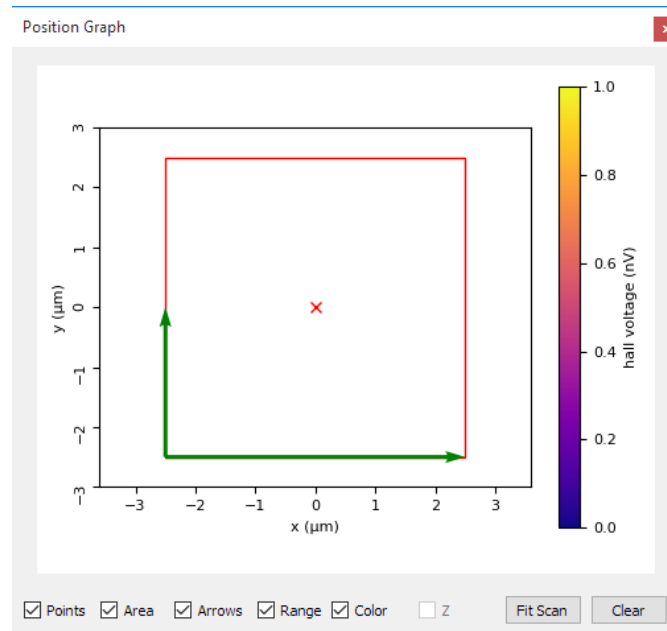 Position Graph
1.0
3
2
0.8
1
0.6
y (µm)
0
hall voltage (nV)
0.4
−1
−2
0.2
−3
0.0
−3 −2 −1 0 1 2 3
x (µm)
Points Area Arrows Range Color Z Fit Scan Clear